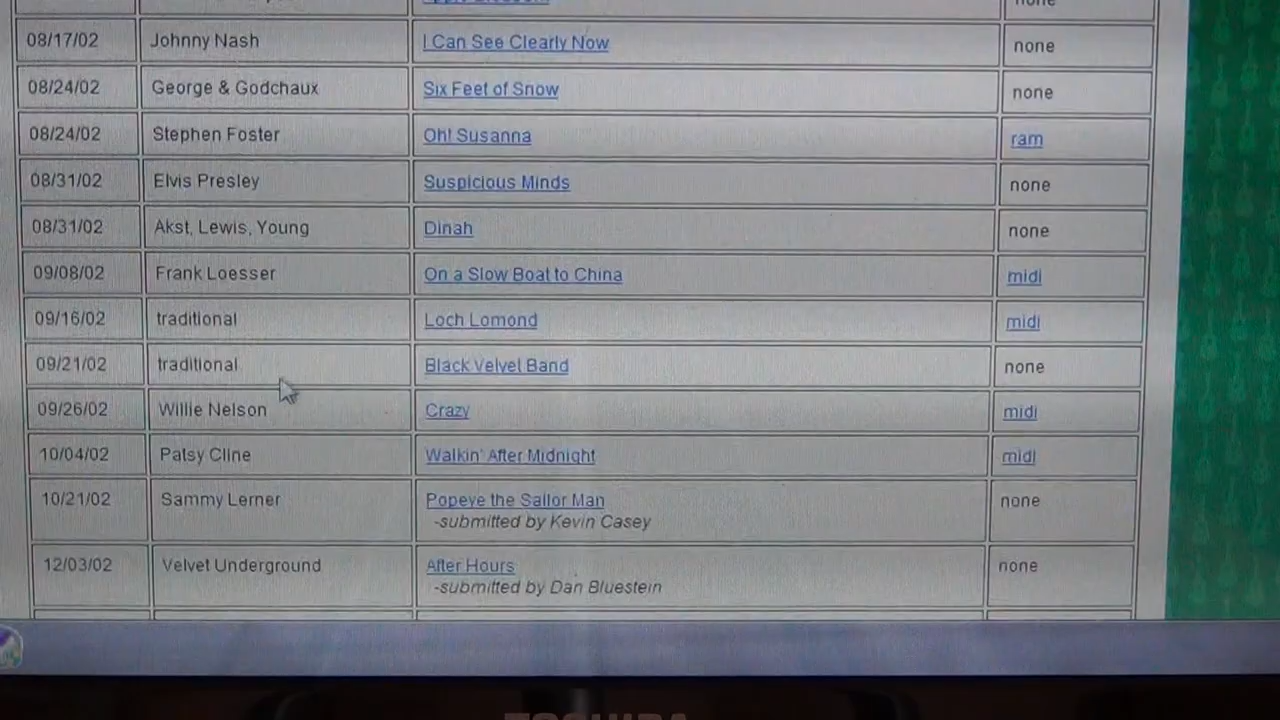 none
08/17/02 Johnny Nash I Can See Clearly Now none
08/24/02 George & Godchaux Six Feet of Snow none
08/24/02 Stephen Foster Oh! Susanna ram
08/31/02 Elvis Presley Suspicious Minds none
08/31/02 Akst, Lewis, Young Dinah none
09/08/02 Frank Loesser On a Slow Boat to China midi
09/16/02 traditional Loch Lomond midi
09/21/02 traditional Black Velvet Band none
09/26/02 Willie Nelson Crazy midi
10/04/02 Patsy Cline Walkin' After Midnight midi
10/21/02 Sammy Lerner Popeye the Sailor Man none
-submitted by Kevin Casey
12/03/02 Velvet Underground After Hours none
-submitted by Dan Bluestein
TOSHIBA